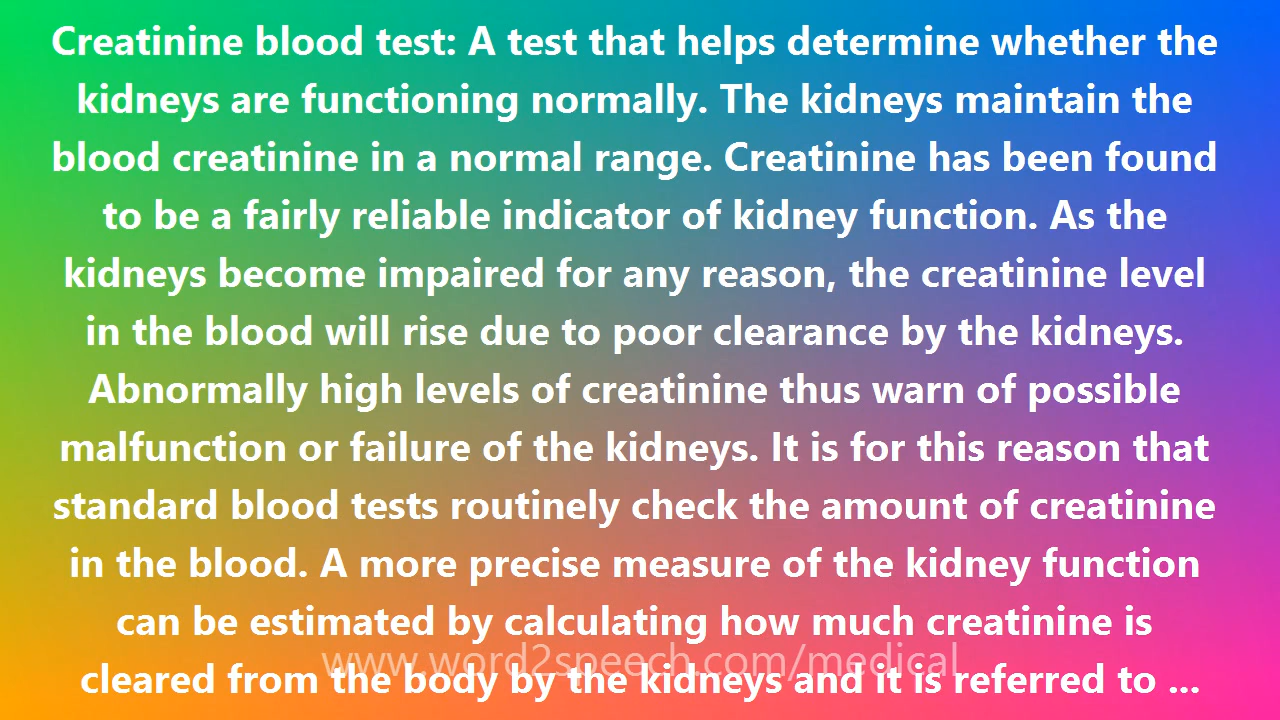 Creatinine blood test: A test that helps determine whether the
kidneys are functioning normally. The kidneys maintain the
blood creatinine in a normal range. Creatinine has been found
to be a fairly reliable indicator of kidney function. As the
kidneys become impaired for any reason, the creatinine level
in the blood will rise due to poor clearance by the kidneys.
Abnormally high levels of creatinine thus warn of possible
malfunction or failure of the kidneys. It is for this reason that
standard blood tests routinely check the amount of creatinine
in the blood. A more precise measure of the kidney function
can be estimated by calculating how much creatinine is
www.word2speech.com/medical
cleared from the body by the kidneys and it is referred to ...